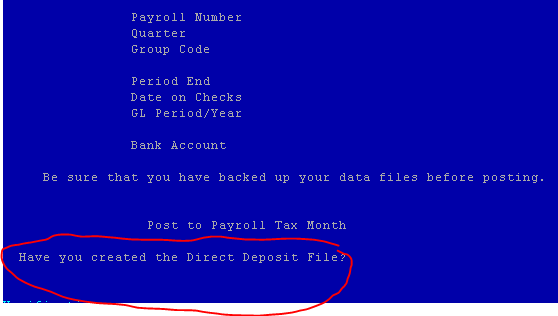 Payroll Number
Quarter
Group Code
Period End
Date on Checks
GL Period/Year
Bank Account
Be sure that you have backed up your data files before posting.
Post to Payroll Tax Month
Have you created the Direct Deposit File?